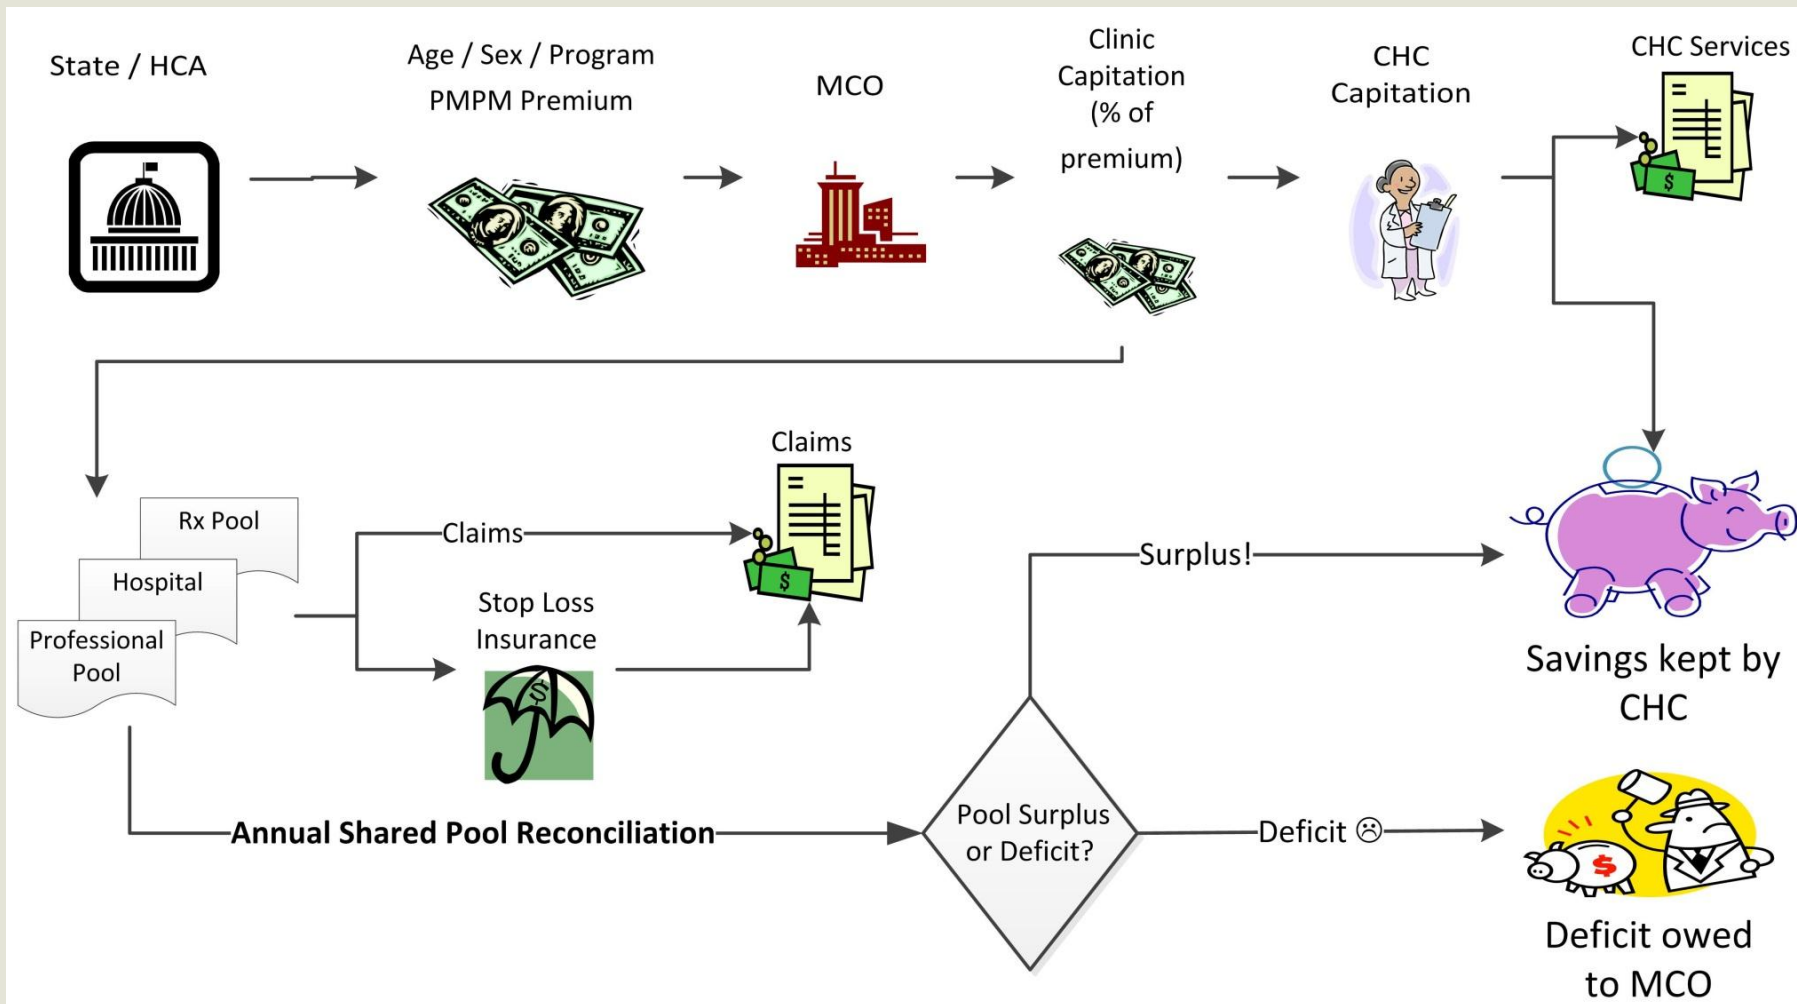 State / HCA
Age / Sex / Program
PMPM Premium
MCO
Clinic
Capitation
(% of
premium)
CHC
Capitation
CHC Services
$
Rx Pool
Hospital
Professional
Pool
Claims
Claims
$
Stop Loss
Insurance
$
Annual Shared Pool Reconciliation
Pool Surplus
or Deficit?
Surplus!
Savings kept by
CHC
Deficit ☹
$
Deficit owed
to MCO